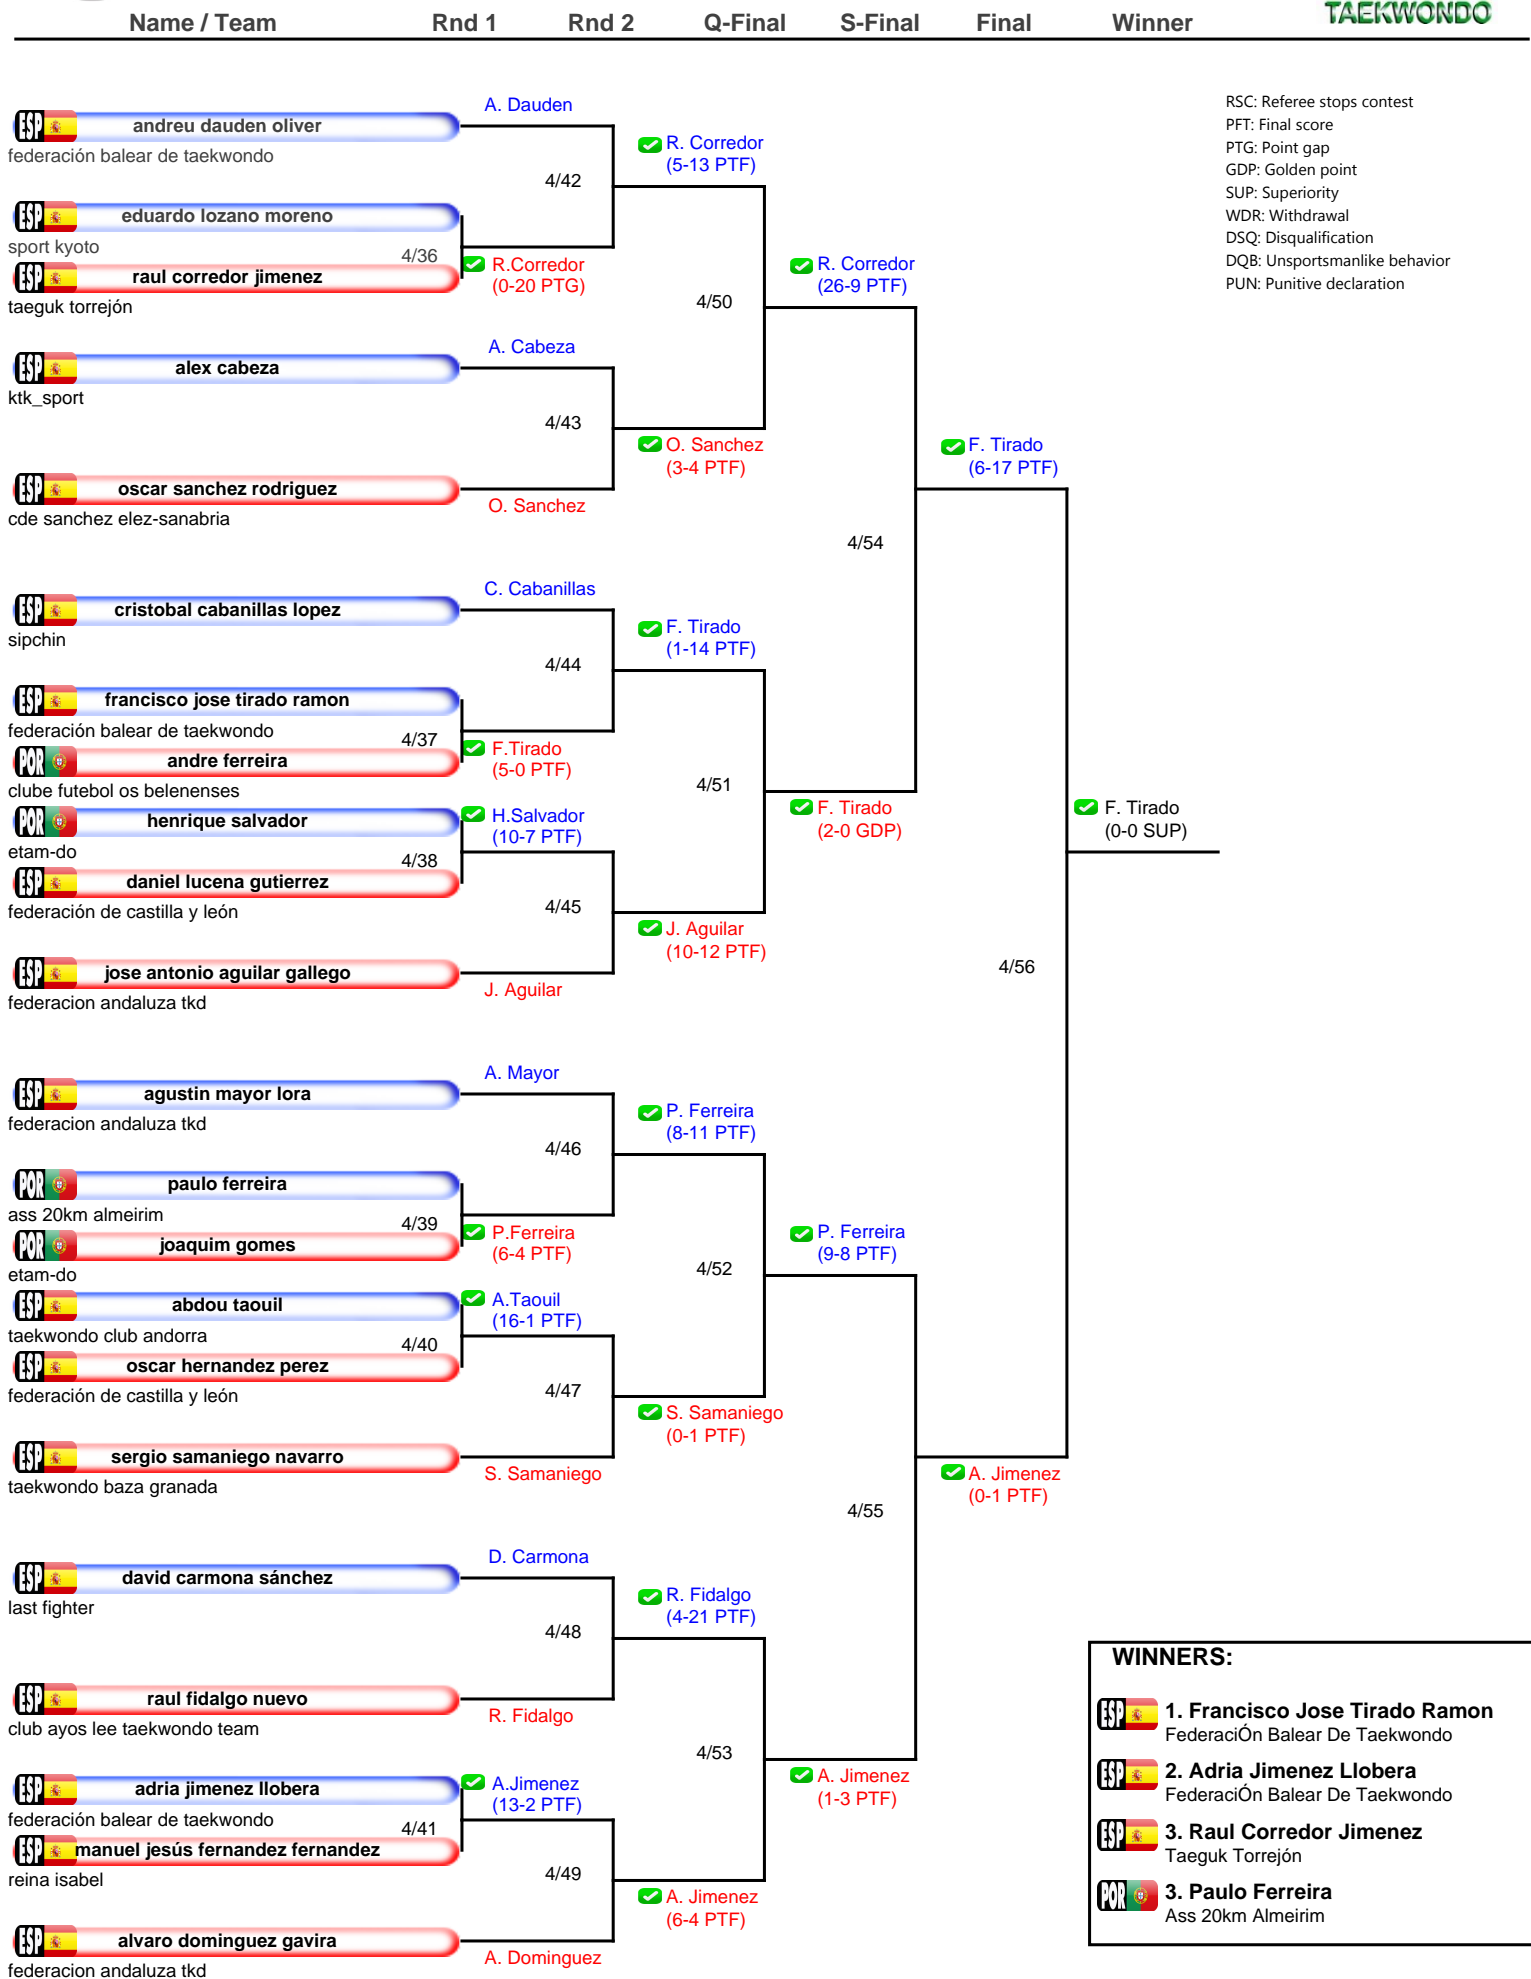 TAEKWONDO
Name / Team Rnd 1 Rnd 2 Q-Final S-Final Final Winner
RSC: Referee stops contest
PFT: Final score
PTG: Point gap
GDP: Golden point
SUP: Superiority
WDR: Withdrawal
DSQ: Disqualification
DQB: Unsportsmanlike behavior
PUN: Punitive declaration
A. Dauden
ESP andreu dauden oliver
federación balear de taekwondo
R. Corredor
(5-13 PTF)
4/42
ESP eduardo lozano moreno
sport kyoto
4/36
ESP raul corredor jimenez
taeguk torrejón
R.Corredor
(0-20 PTG)
R. Corredor
(26-9 PTF)
4/50
A. Cabeza
ESP alex cabeza
ktk_sport
4/43
O. Sanchez
(3-4 PTF)
F. Tirado
(6-17 PTF)
ESP oscar sanchez rodriguez
cde sanchez elez-sanabria
O. Sanchez
4/54
C. Cabanillas
ESP cristobal cabanillas lopez
sipchin
F. Tirado
(1-14 PTF)
4/44
ESP francisco jose tirado ramon
federación balear de taekwondo
4/37
ESP POR andre ferreira
clube futebol os belenenses
F.Tirado
(5-0 PTF)
4/51
POR henrique salvador
etam-do
H.Salvador
(10-7 PTF)
F. Tirado
(2-0 GDP)
F. Tirado
(0-0 SUP)
4/38
ESP daniel lucena gutierrez
federación de castilla y león
4/45
J. Aguilar
(10-12 PTF)
ESP jose antonio aguilar gallego
federacion andaluza tkd
J. Aguilar
4/56
A. Mayor
ESP agustin mayor lora
federacion andaluza tkd
P. Ferreira
(8-11 PTF)
4/46
POR paulo ferreira
ass 20km almeirim
4/39
POR joaquim gomes
etam-do
P.Ferreira
(6-4 PTF)
P. Ferreira
(9-8 PTF)
4/52
ESP abdou taouil
taekwondo club andorra
A.Taouil
(16-1 PTF)
4/40
ESP oscar hernandez perez
federación de castilla y león
4/47
S. Samaniego
(0-1 PTF)
ESP sergio samaniego navarro
taekwondo baza granada
S. Samaniego
A. Jimenez
(0-1 PTF)
4/55
D. Carmona
ESP david carmona sánchez
last fighter
R. Fidalgo
(4-21 PTF)
4/48
ESP raul fidalgo nuevo
club ayos lee taekwondo team
R. Fidalgo
4/53
ESP adria jimenez llobera
federación balear de taekwondo
A.Jimenez
(13-2 PTF)
A. Jimenez
(1-3 PTF)
4/41
ESP manuel jesús fernandez fernandez
reina isabel
4/49
A. Jimenez
(6-4 PTF)
ESP alvaro dominguez gavira
federacion andaluza tkd
A. Dominguez
WINNERS:
ESP 1. Francisco Jose Tirado Ramon
FederaciÓn Balear De Taekwondo
ESP 2. Adria Jimenez Llobera
FederaciÓn Balear De Taekwondo
ESP 3. Raul Corredor Jimenez
Taeguk Torrejón
POR 3. Paulo Ferreira
Ass 20km Almeirim